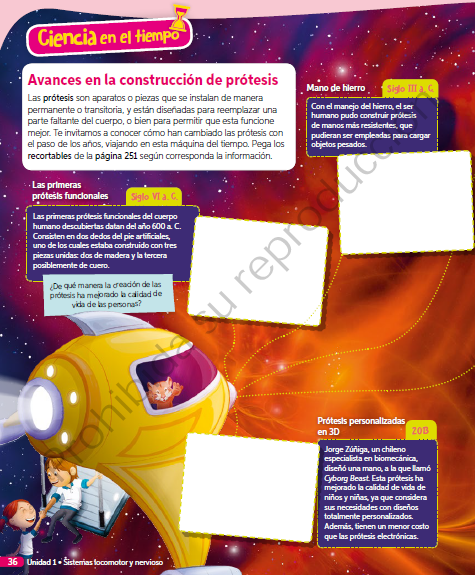 Ciencia en el tiempo
Avances en la construcción de prótesis
Las prótesis son aparatos o piezas que se instalan de manera
permanente o transitoria, y están diseñadas para reemplazar una
parte faltante del cuerpo, o bien para permitir que esta funcione
mejor. Te invitamos a conocer cómo han cambiado las prótesis con
el paso de los años, viajando en esta máquina del tiempo. Pega los
recortables de la página 251 según corresponda la información.
Mano de hierro
Siglo III a. C.
Con el manejo del hierro, el ser
humano pudo construir prótesis
de manos más resistentes, que
pudieran ser empleadas para cargar
objetos pesados.
Las primeras
prótesis funcionales
Siglo VI a. C.
Las primeras prótesis funcionales del cuerpo
humano descubiertas datan del año 600 a. C.
Consisten en dos dedos del pie artificiales,
uno de los cuales estaba construido con tres
piezas unidas: dos de madera y la tercera
posiblemente de cuero.
¿De qué manera la creación de las
prótesis ha mejorado la calidad de
vida de las personas?
Prótesis personalizadas
en 3D
2013
Jorge Zúñiga, un chileno
especialista en biomecánica,
diseñó una mano, a la que llamó
Cyborg Beast. Esta prótesis ha
mejorado la calidad de vida de
niños y niñas, ya que considera
sus necesidades con diseños
totalmente personalizados.
Además, tienen un menor costo
que las prótesis electrónicas.
36 Unidad 1 • Sistemas locomotor y nervioso
prohibida su reproducción